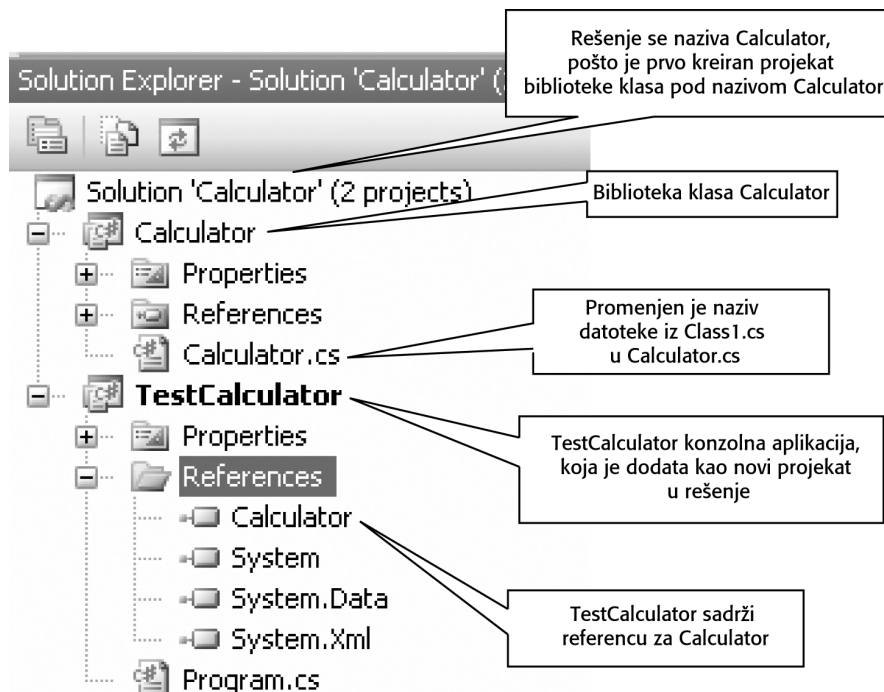 Rešenje se naziva Calculator,
pošto je prvo kreiran projekat
biblioteke klasa pod nazivom Calculator
Solution Explorer - Solution 'Calculator' (
Solution 'Calculator' (2 projects)
Biblioteka klasa Calculator
Calculator
Properties
References
Promenjen je naziv
datoteke iz Class1.cs
u Calculator.cs
Calculator.cs
TestCalculator
Properties
TestCalculator konzolna aplikacija,
koja je dodata kao novi projekat
u rešenje
References
Calculator
System
System.Data
TestCalculator sadrži
referencu za Calculator
System.Xml
Program.cs